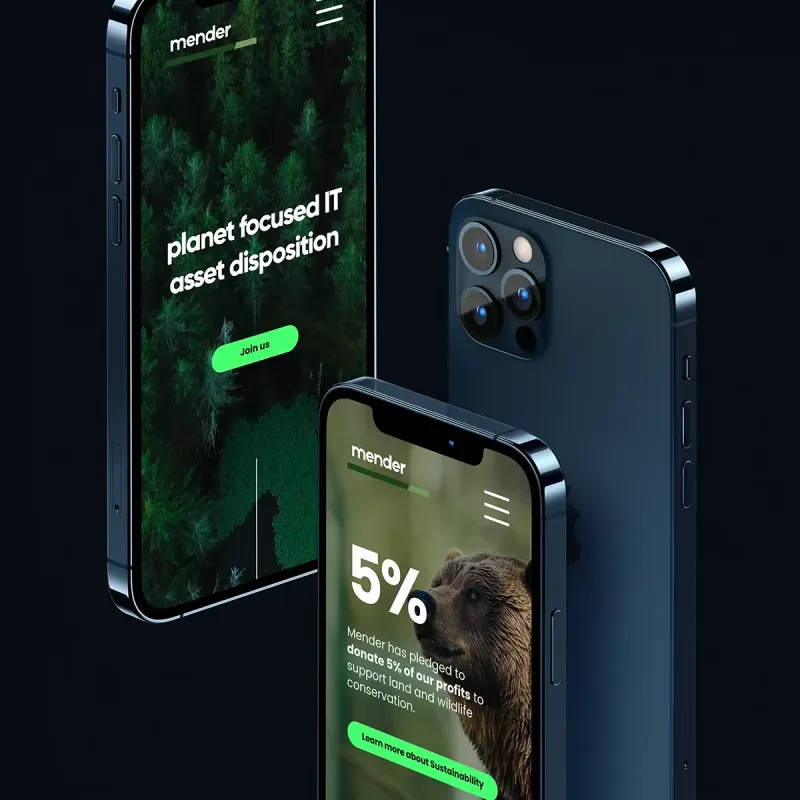 mender
planet focused IT
asset disposition
Join us
mender
5%
Mender has pledged to
donate 5% of our profits to
support land and wildlife
conservation.
Learn more about Sustainability